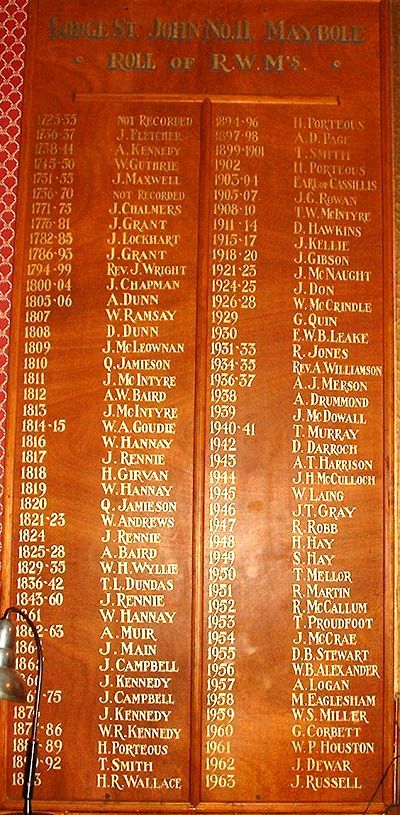 LODGE ST. JOHN NO.11. MAYBOLE
ROLL OF R.W.M'S.
1725-35 NOT RECORDED
1736-37 J. FLETCHER
1738-44 A. KENNEDY
1745-50 W. GUTHRIE
1751-55 J. MAXWELL
1756-70 NOT RECORDED
1771-75 J. CHALMERS
1776-81 J. GRANT
1782-85 J. LOCKHART
1786-93 J. GRANT
1794-99 REV. J. WRIGHT
1800-04 J. CHAPMAN
1805-06 A. DUNN
1807 W. RAMSAY
1808 D. DUNN
1809 J. MCLEOWNAN
1810 Q. JAMIESON
1811 J. MCINTYRE
1812 A.W. BAIRD
1813 J. MCINTYRE
1814-15 W.A. GOUDIE
1816 W. HANNAY
1817 J. RENNIE
1818 H. GIRVAN
1819 W. HANNAY
1820 Q. JAMIESON
1821-23 W. ANDREWS
1824 J. RENNIE
1825-28 A. BAIRD
1829-35 W.H. WYLLIE
1836-42 T.L. DUNDAS
1843-60 J. RENNIE
1861 W. HANNAY
1862-63 A. MUIR
J. MAIN
J. CAMPBELL
J. KENNEDY
J. CAMPBELL
J. KENNEDY
W.R. KENNEDY
H. PORTEOUS
T. SMITH
H.R. WALLACE
1894-96 H. PORTEOUS
1897-98 A.D. PAGE
1899-1901 T. SMITH
1902 H. PORTEOUS
1903-04 EARL OF CASSILLIS
1905-07 J.G. ROWAN
1908-10 T.W. MCINTYRE
1911-14 D. HAWKINS
1915-17 J. KELLIE
1918-20 J. GIBSON
1921-23 J. MCNAUGHT
1924-25 J. DON
1926-28 W. MCCRINDLE
1929 G. QUIN
1930 E.W.B. LEAKE
1931-33 R. JONES
1934-35 REV. A. WILLIAMSON
1936-37 A.J. MERSON
1938 A. DRUMMOND
1939 J. MCDOWALL
1940-41 T. MURRAY
1942 D. DARROCH
1943 A.T. HARRISON
1944 J.H. MCCULLOCH
1945 W. LAING
1946 J.T. GRAY
1947 R. ROBB
1948 H. HAY
1949 S. HAY
1950 T. MELLOR
1951 R. MARTIN
1952 R. MCCALLUM
1953 T. PROUDFOOT
1954 J. MCCRAE
1955 D.B. STEWART
1956 W.B. ALEXANDER
1957 A. LOGAN
1958 M. EAGLESHAM
1959 W.S. MILLER
1960 G. CORBETT
1961 W.P. HOUSTON
1962 J. DEWAR
1963 J. RUSSELL